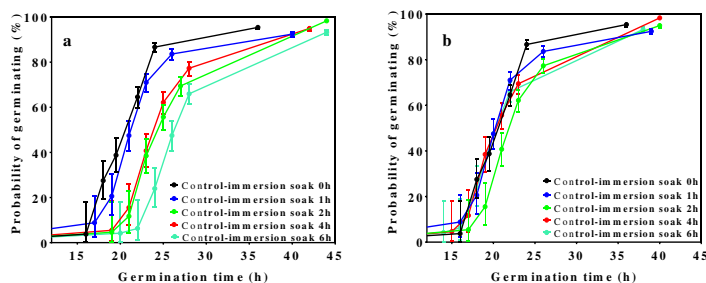 a
Probability of germinating (%)
100
80
60
40
20
0
Control-immersion soak 0h
Control-immersion soak 1h
Control-immersion soak 2h
Control-immersion soak 4h
Control-immersion soak 6h
15 20 25 30 35 40 45
Germination time (h)
b
Probability of germinating (%)
100
80
60
40
20
0
Control-immersion soak 0h
Control-immersion soak 1h
Control-immersion soak 2h
Control-immersion soak 4h
Control-immersion soak 6h
15 20 25 30 35 40 45
Germination time (h)